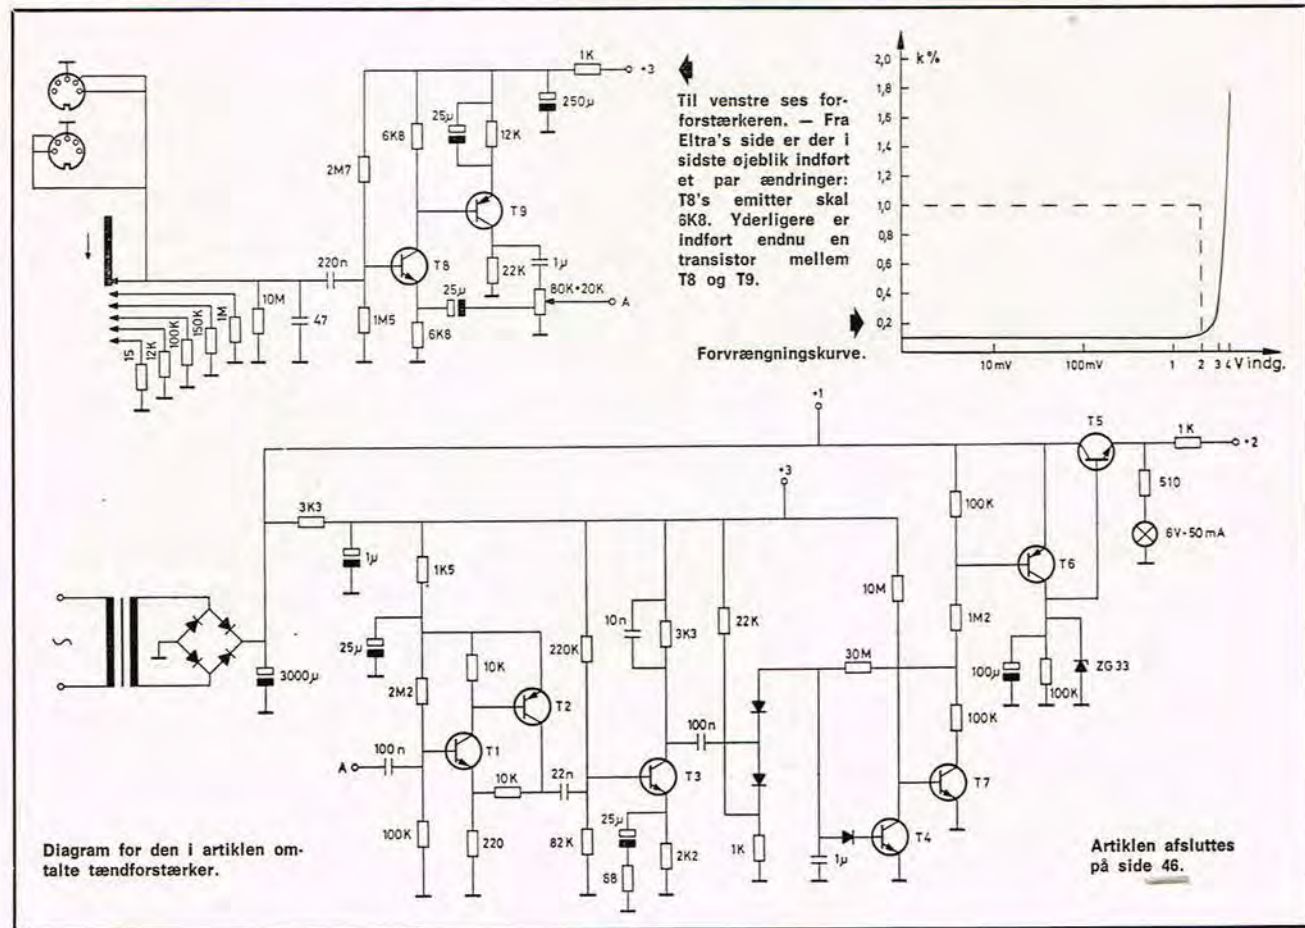 1K
+3
250µ
25µ
6K8
12K
2M7
T9
220n
T8
1µ
22K
80K+20K
A
25µ
10M
1M
150K
100K
12K
15
47
1M5
6K8
Til venstre ses for-
forstærkeren. — Fra
Eltra's side er der i
sidste øjeblik indført
et par ændringer:
T8's emitter skal
6K8. Yderligere er
indført endnu en
transistor mellem
T8 og T9.
Forvrængningskurve.
k%
2,0
1,8
1,6
1,4
1,2
1,0
0,8
0,6
0,4
0,2
10mV 100mV 1 2 3 4 V indg.
+1
T5
1K
+2
+3
3K3
100K
510
1µ
1K5
6V-50mA
T6
10M
10n
3K3
22K
1M2
25µ
220K
30M
100µ
ZG33
10K
3000µ
2M2
T2
100K
100K
100n
100n
T1
A
10K
22n
T3
T7
25µ
100K
220
82K
2K2
1K
1µ
T4
68
Diagram for den i artiklen om-
talte tændforstærker.
Artiklen afsluttes
på side 46.